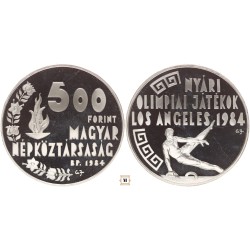 500
FORINT
MAGYAR
NÉPKÖZTÁRSASÁG
BP. 1984
NYÁRI
OLIMPIAI JÁTÉKOK
LOS ANGELES 1984